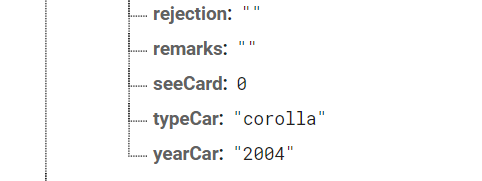 rejection: ""
remarks: ""
seeCard: 0
typeCar: "corolla"
yearCar: "2004"